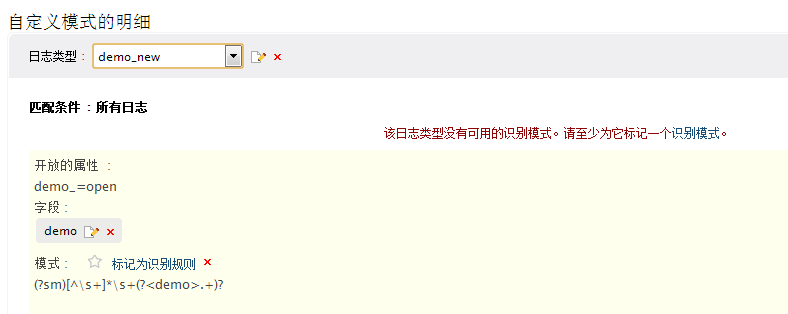 自定义模式的明细
日志类型： demo_new
匹配条件 ：所有日志
该日志类型没有可用的识别模式。请至少为它标记一个识别模式。
开放的属性 ：
demo_=open
字段：
demo
模式： 标记为识别规则
(?sm)[^\s+]*\s+(?<demo>.+)?